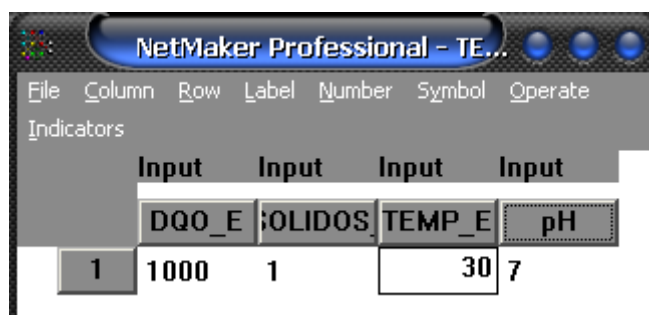 NetMaker Professional - TE...
File Column Row Label Number Symbol Operate
Indicators
Input Input Input Input
DQO_E SOLIDOS_ TEMP_E pH
1 1000 1 30 7